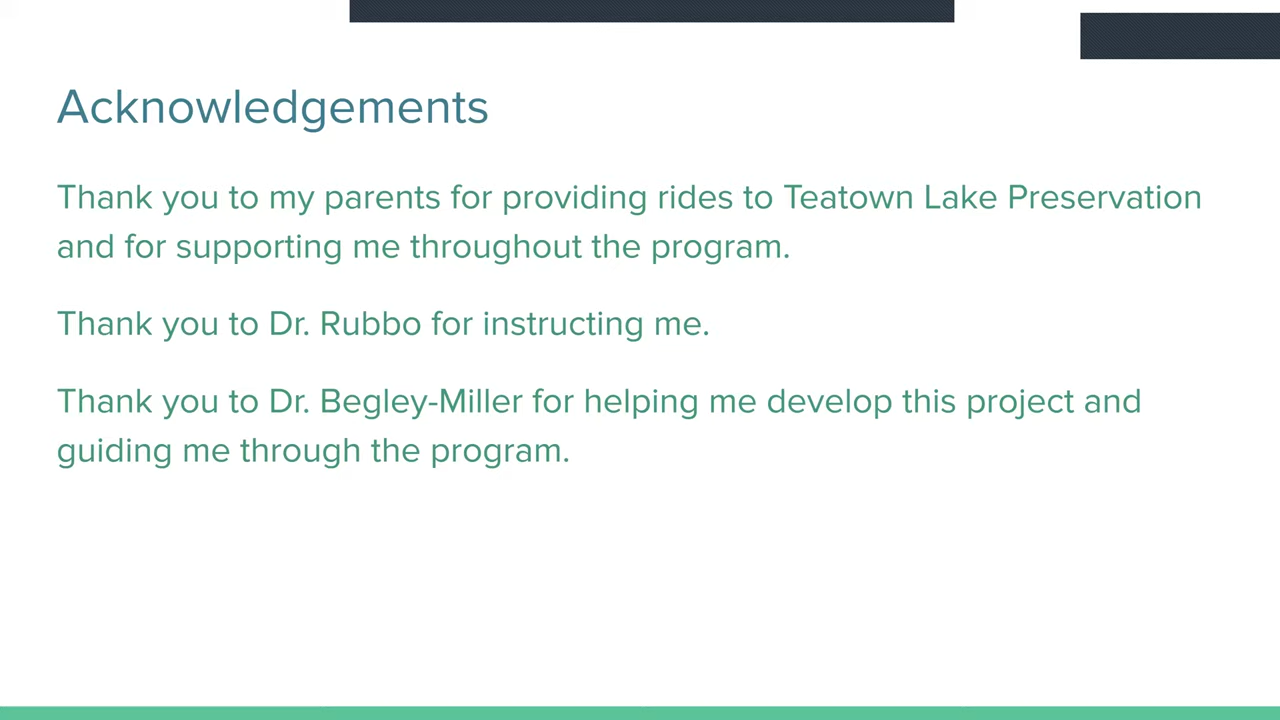 Acknowledgements
Thank you to my parents for providing rides to Teatown Lake Preservation
and for supporting me throughout the program.
Thank you to Dr. Rubbo for instructing me.
Thank you to Dr. Begley-Miller for helping me develop this project and
guiding me through the program.